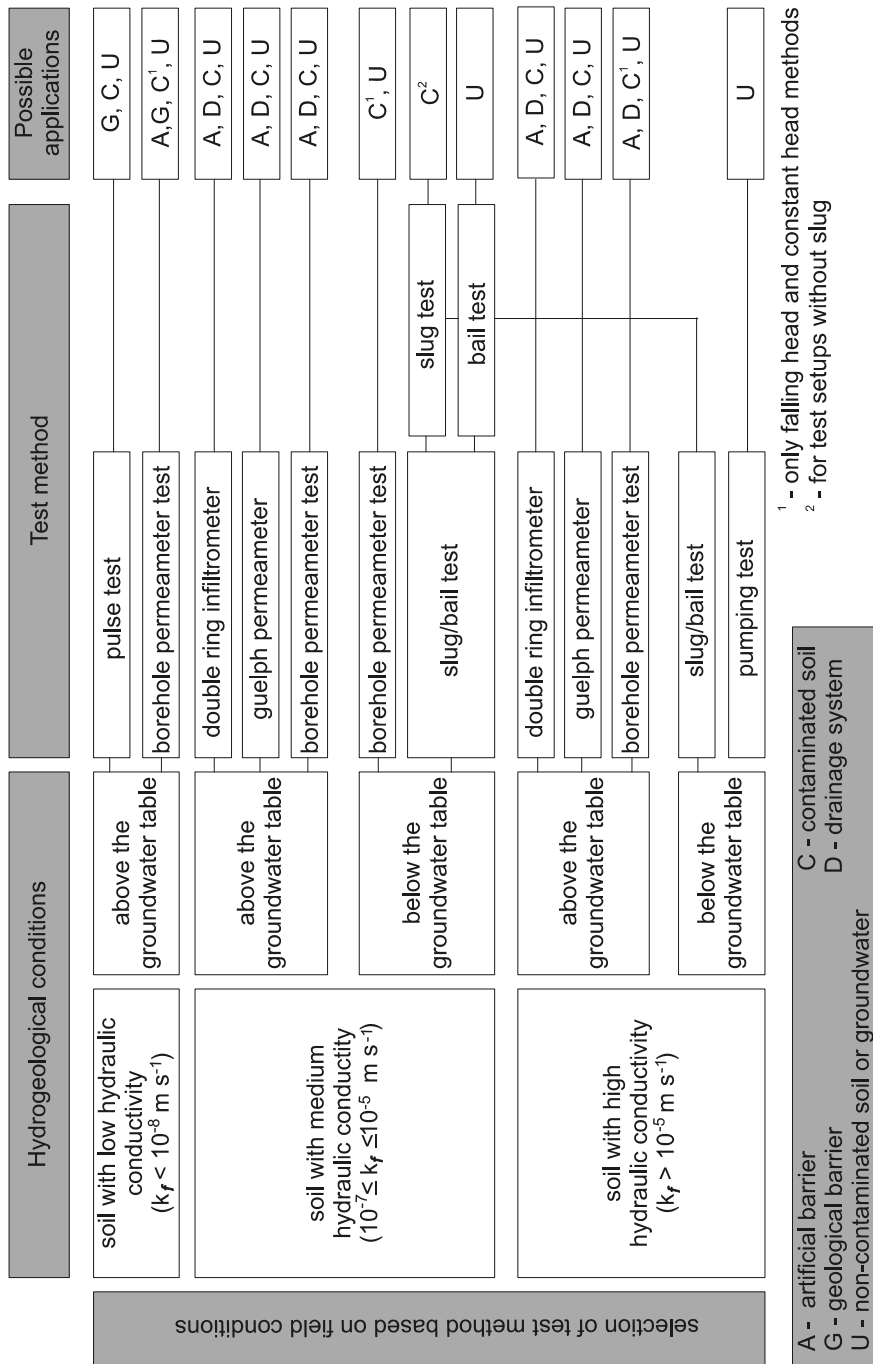 Hydrogeological conditions
Test method
Possible
applications
selection of test method based on field conditions
soil with low hydraulic
conductivity
(k𝒇 < 10⁻⁸ m s⁻¹)
above the
groundwater table
pulse test
G, C, U
borehole permeameter test
A,G, C¹, U
soil with medium
hydraulic conductity
(10⁻⁷≤ k𝒇 ≤10⁻⁵ m s⁻¹)
above the
groundwater table
double ring infiltrometer
A, D, C, U
guelph permeameter
A, D, C, U
borehole permeameter test
A, D, C, U
below the
groundwater table
borehole permeameter test
C¹, U
slug/bail test
slug test
C²
bail test
U
soil with high
hydraulic conductivity
(k𝒇 > 10⁻⁵ m s⁻¹)
above the
groundwater table
double ring infiltrometer
A, D, C, U
guelph permeameter
A, D, C, U
borehole permeameter test
A, D, C¹, U
below the
groundwater table
slug/bail test
pumping test
U
¹ - only falling head and constant head methods
² - for test setups without slug
A - artificial barrier
G - geological barrier
U - non-contaminated soil or groundwater
C - contaminated soil
D - drainage system